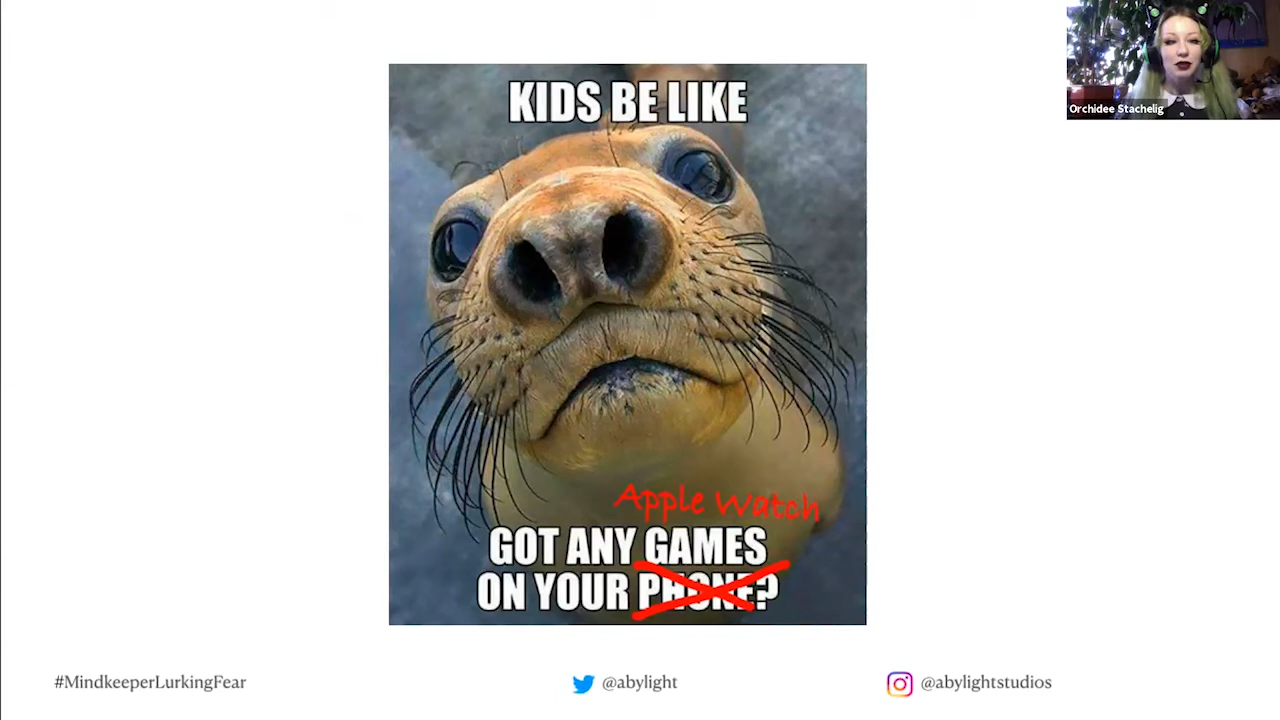 Orchidee Stachelig
KIDS BE LIKE
Apple Watch
GOT ANY GAMES
ON YOUR PHONE?
#MindkeeperLurkingFear
@abylight
@abylightstudios